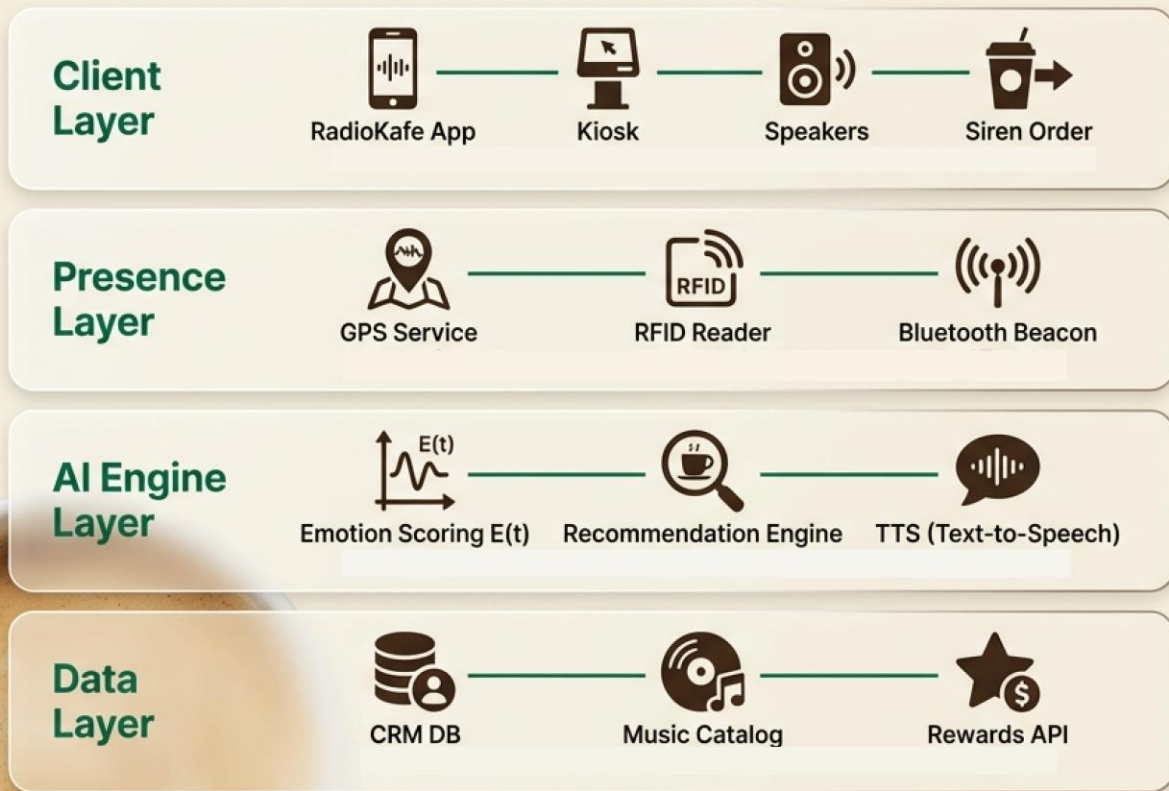 Client
Layer
RadioKafe App
Kiosk
Speakers
Siren Order
Presence
Layer
RFID
GPS Service
RFID Reader
Bluetooth Beacon
AI Engine
Layer
E(t)
Emotion Scoring E(t)
Recommendation Engine
TTS (Text-to-Speech)
Data
Layer
$
CRM DB
Music Catalog
Rewards API